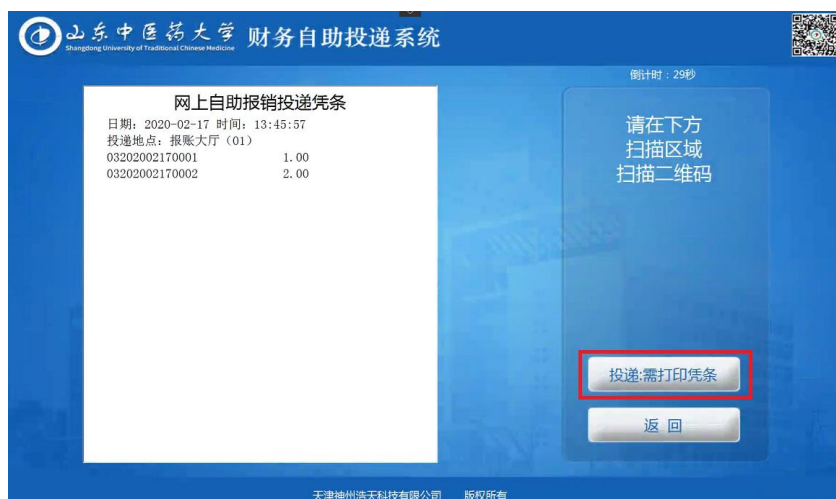 山东中医药大学 财务自助投递系统
Shangdong University of Traditional Chinese Medicine
倒计时：29秒
网上自助报销投递凭条
日期：2020-02-17 时间：13:45:57
投递地点：报账大厅（01）
03202002170001 1.00
03202002170002 2.00
请在下方
扫描区域
扫描二维码
投递:需打印凭条
返 回
天津神州浩天科技有限公司 版权所有